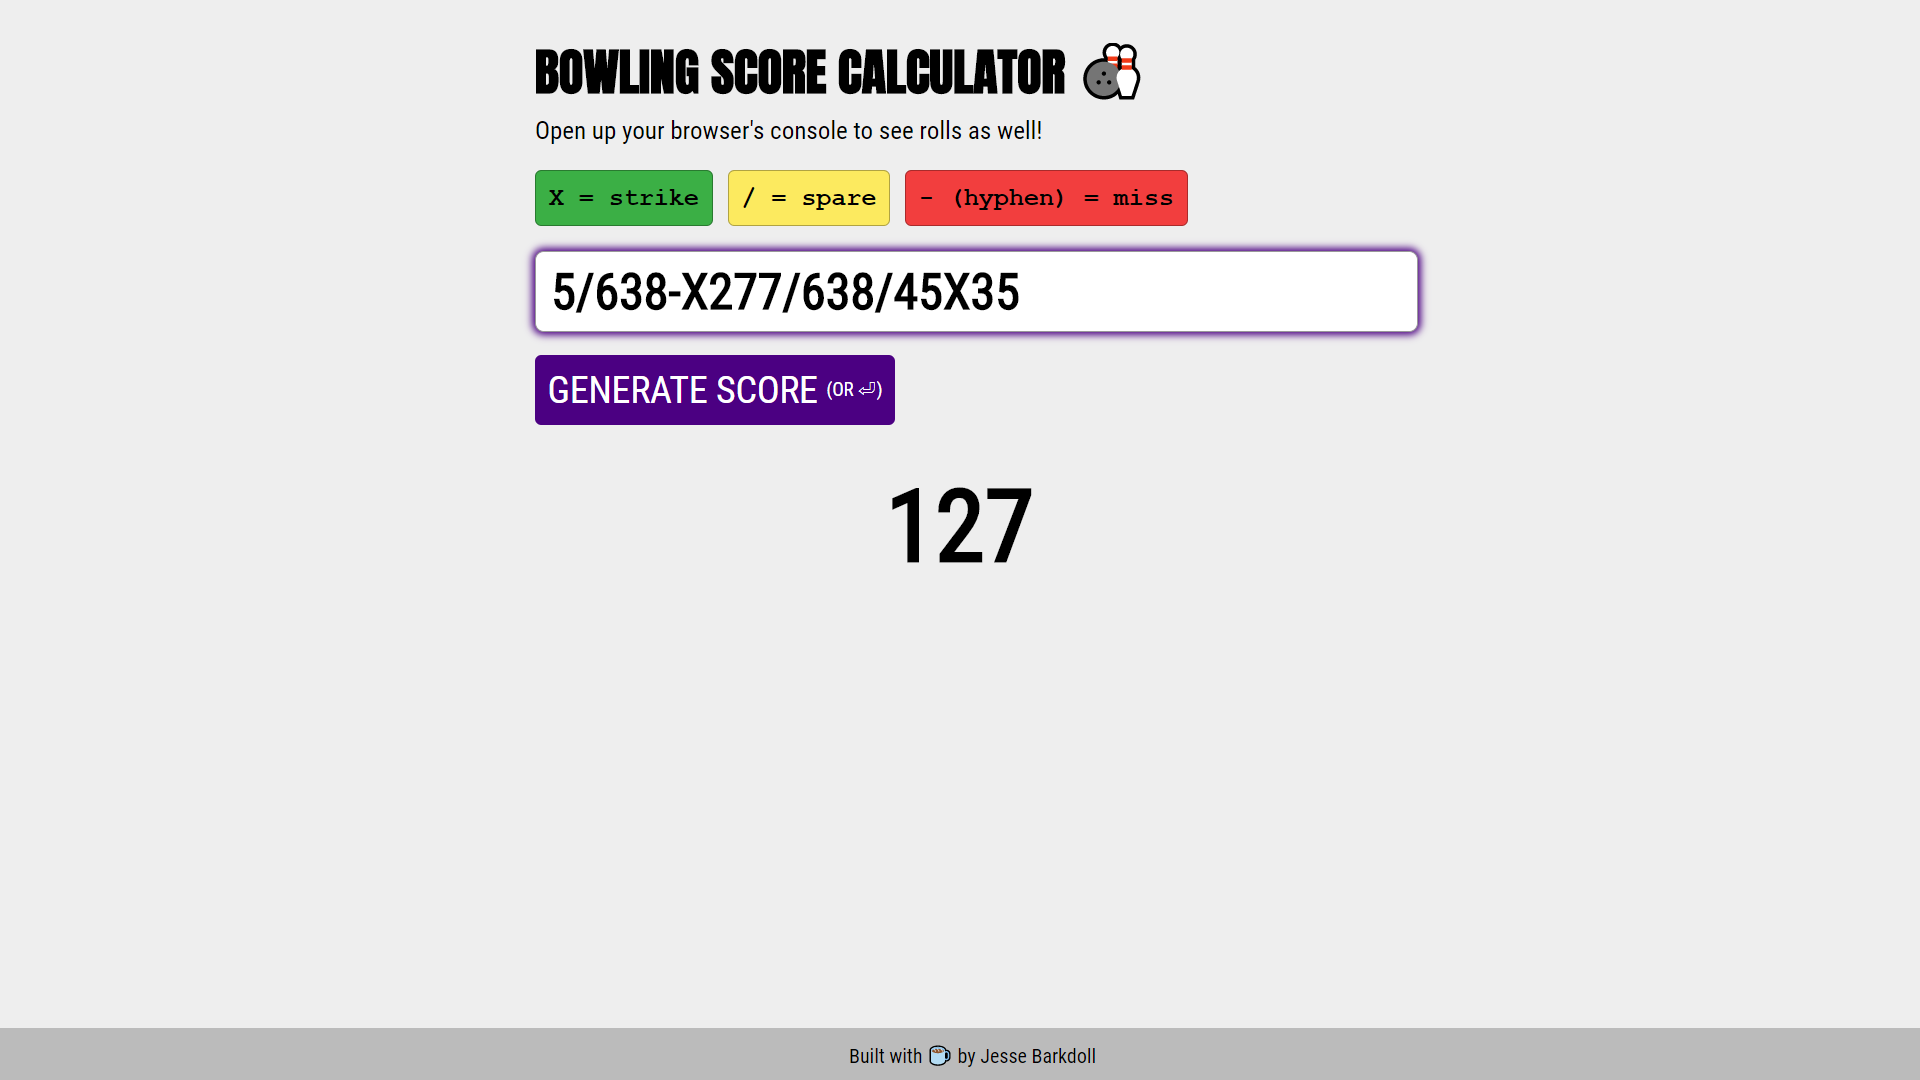 BOWLING SCORE CALCULATOR
Open up your browser's console to see rolls as well!
X = strike / = spare - (hyphen) = miss
5/638-X277/638/45X35
GENERATE SCORE (OR ⏎)
127
Built with by Jesse Barkdoll